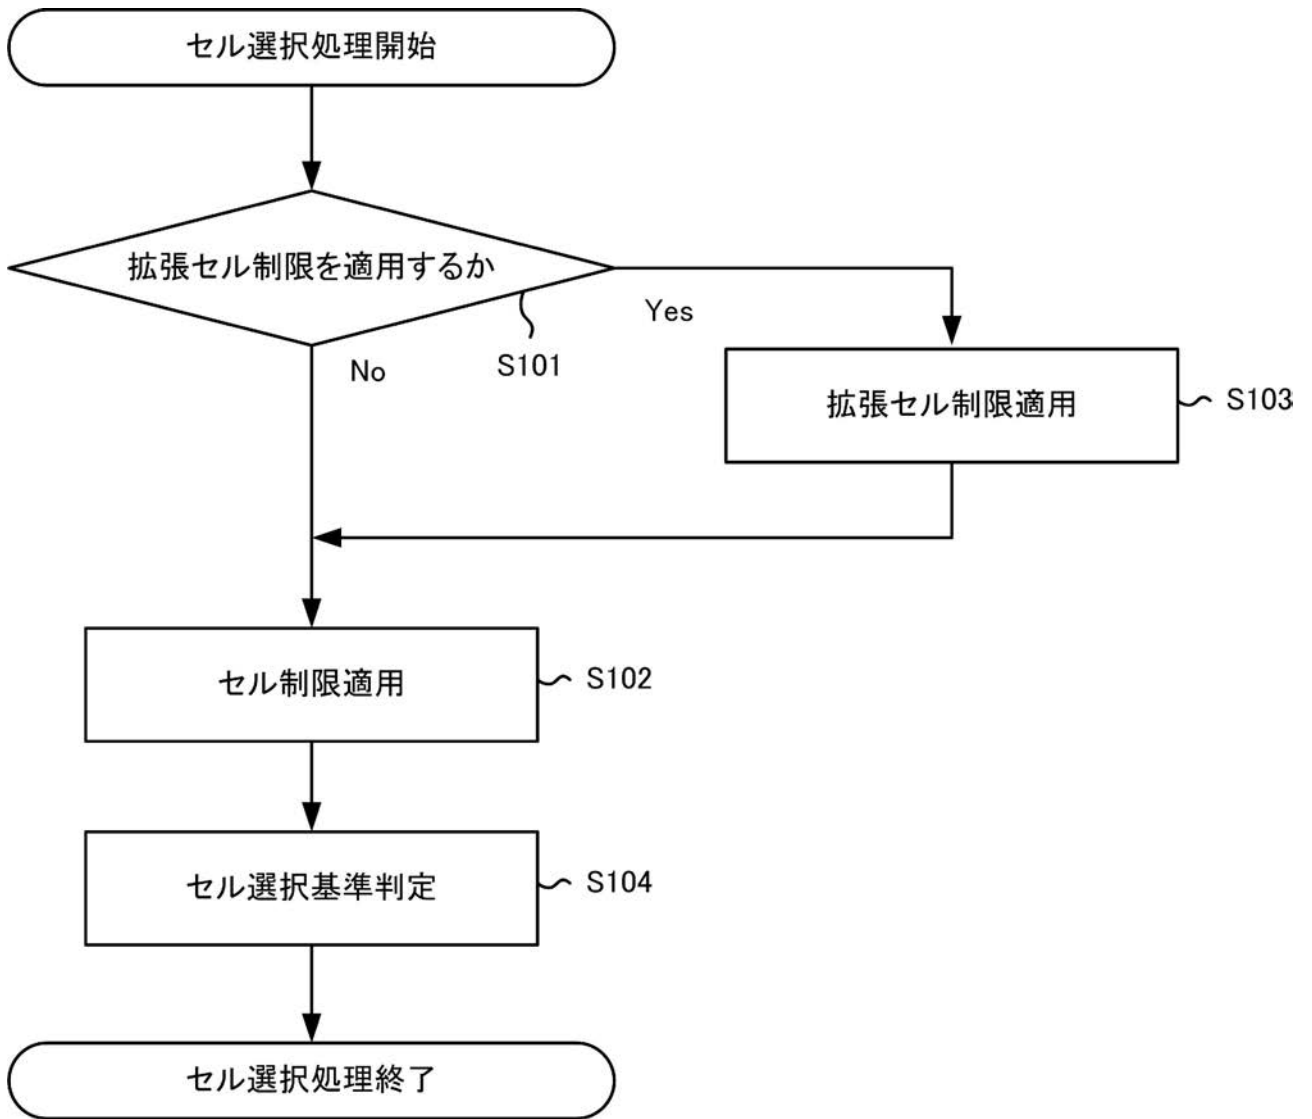 セル選択処理開始
拡張セル制限を適用するか
Yes
No
S101
拡張セル制限適用
S103
セル制限適用
S102
セル選択基準判定
S104
セル選択処理終了